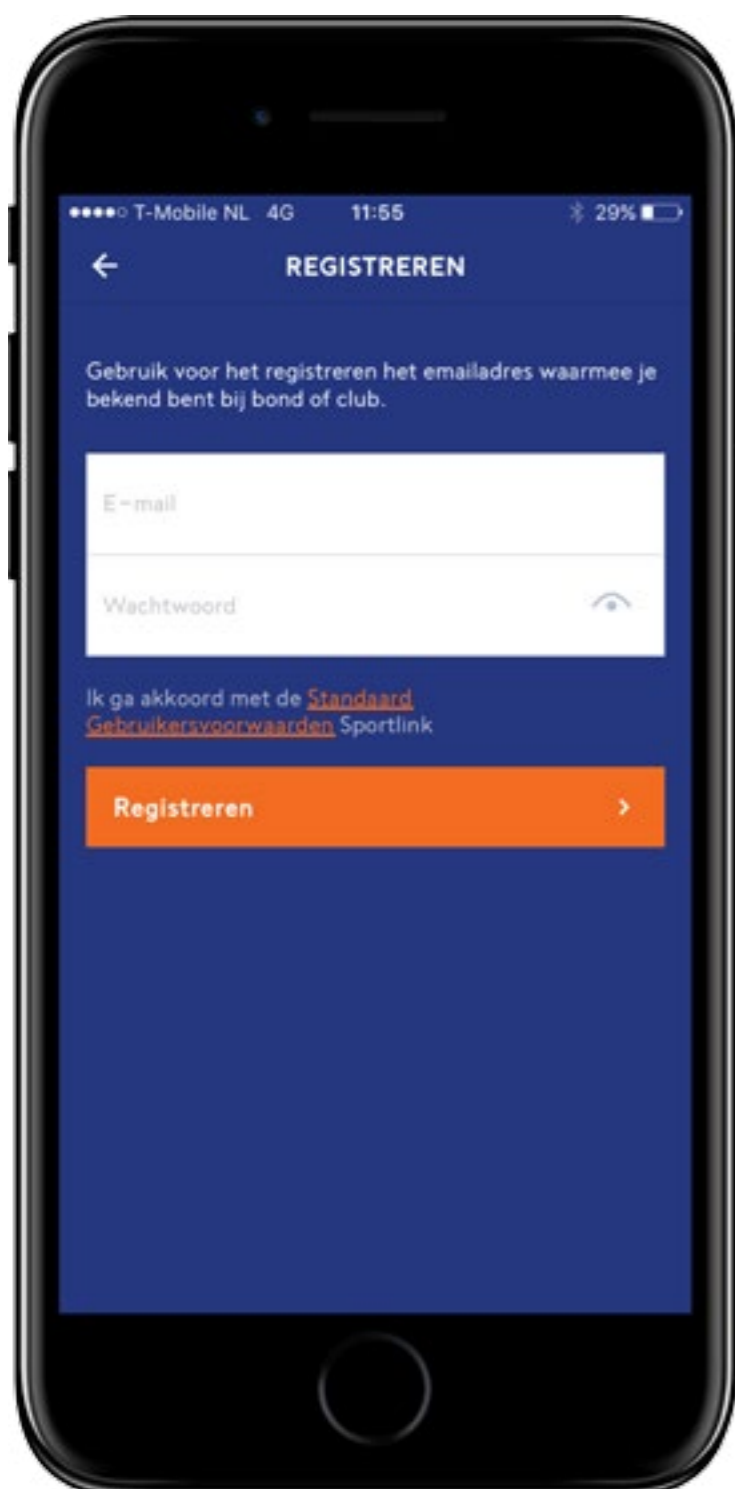 T-Mobile NL 4G 11:55 29%
REGISTREREN
Gebruik voor het registreren het emailadres waarmee je
bekend bent bij bond of club.
E-mail
Wachtwoord
Ik ga akkoord met de Standaard
Gebruikersvoorwaarden Sportlink
Registreren